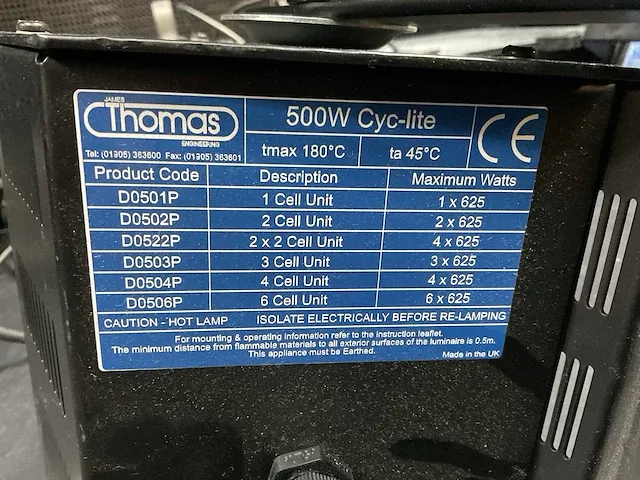 JAMES
Thomas
ENGINEERING
Tel: (01905) 363600 Fax: (01905) 363601
500W Cyc-lite
tmax 180°C ta 45°C
CE
Product Code Description Maximum Watts
D0501P 1 Cell Unit 1 x 625
D0502P 2 Cell Unit 2 x 625
D0522P 2 x 2 Cell Unit 4 x 625
D0503P 3 Cell Unit 3 x 625
D0504P 4 Cell Unit 4 x 625
D0506P 6 Cell Unit 6 x 625
CAUTION - HOT LAMP ISOLATE ELECTRICALLY BEFORE RE-LAMPING
For mounting & operating information refer to the instruction leaflet.
The minimum distance from flammable materials to all exterior surfaces of the luminaire is 0.5m.
This appliance must be Earthed. Made in the UK